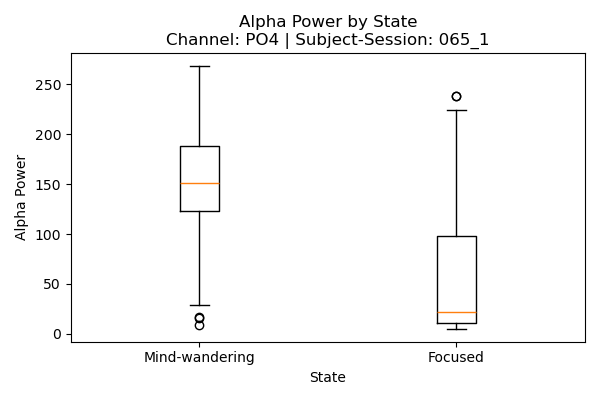 Alpha Power by State
Channel: PO4 | Subject-Session: 065_1
Alpha Power
250
200
150
100
50
0
Mind-wandering
Focused
State